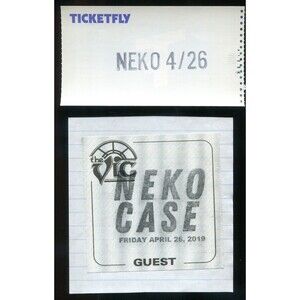 TICKETFLY
NEKO 4/26
the
Vic
NEKO
CASE
FRIDAY APRIL 26, 2019
GUEST